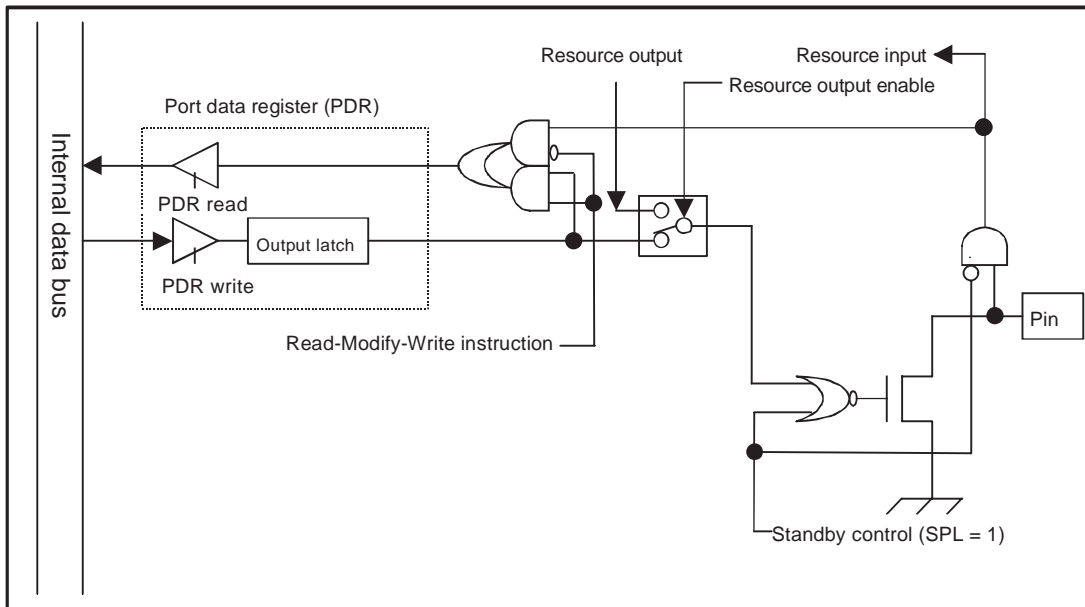 Resource output
Resource input
Resource output enable
Port data register (PDR)
Internal data bus
PDR read
Output latch
PDR write
Pin
Read-Modify-Write instruction
Standby control (SPL = 1)